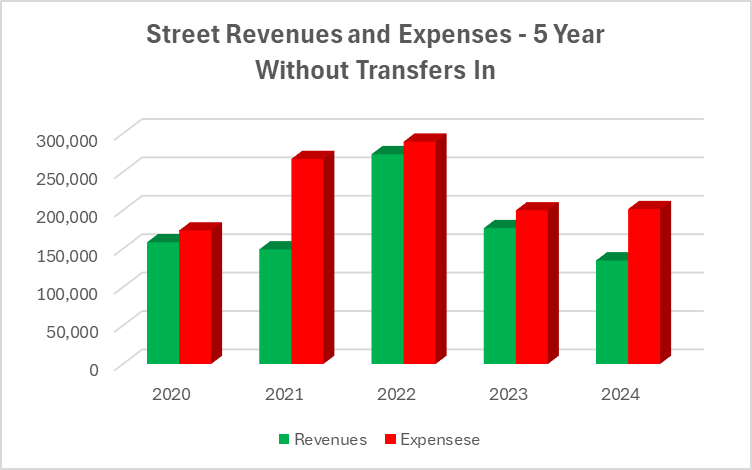 Street Revenues and Expenses - 5 Year
Without Transfers In
300,000
250,000
200,000
150,000
100,000
50,000
0
2020 2021 2022 2023 2024
Revenues Expensese